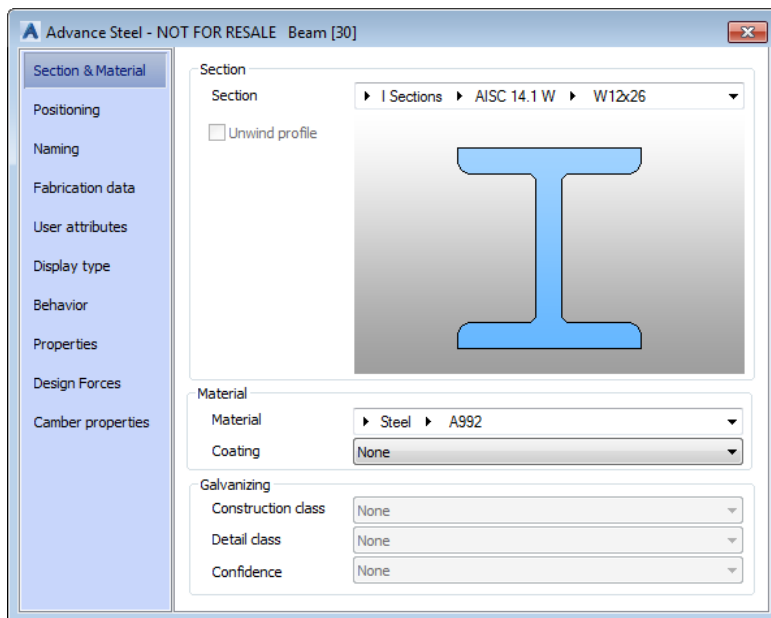 Advance Steel - NOT FOR RESALE Beam [30]
Section & Material
Positioning
Naming
Fabrication data
User attributes
Display type
Behavior
Properties
Design Forces
Camber properties
Section
Section I Sections AISC 14.1 W W12x26
Unwind profile
Material
Material Steel A992
Coating None
Galvanizing
Construction class None
Detail class None
Confidence None